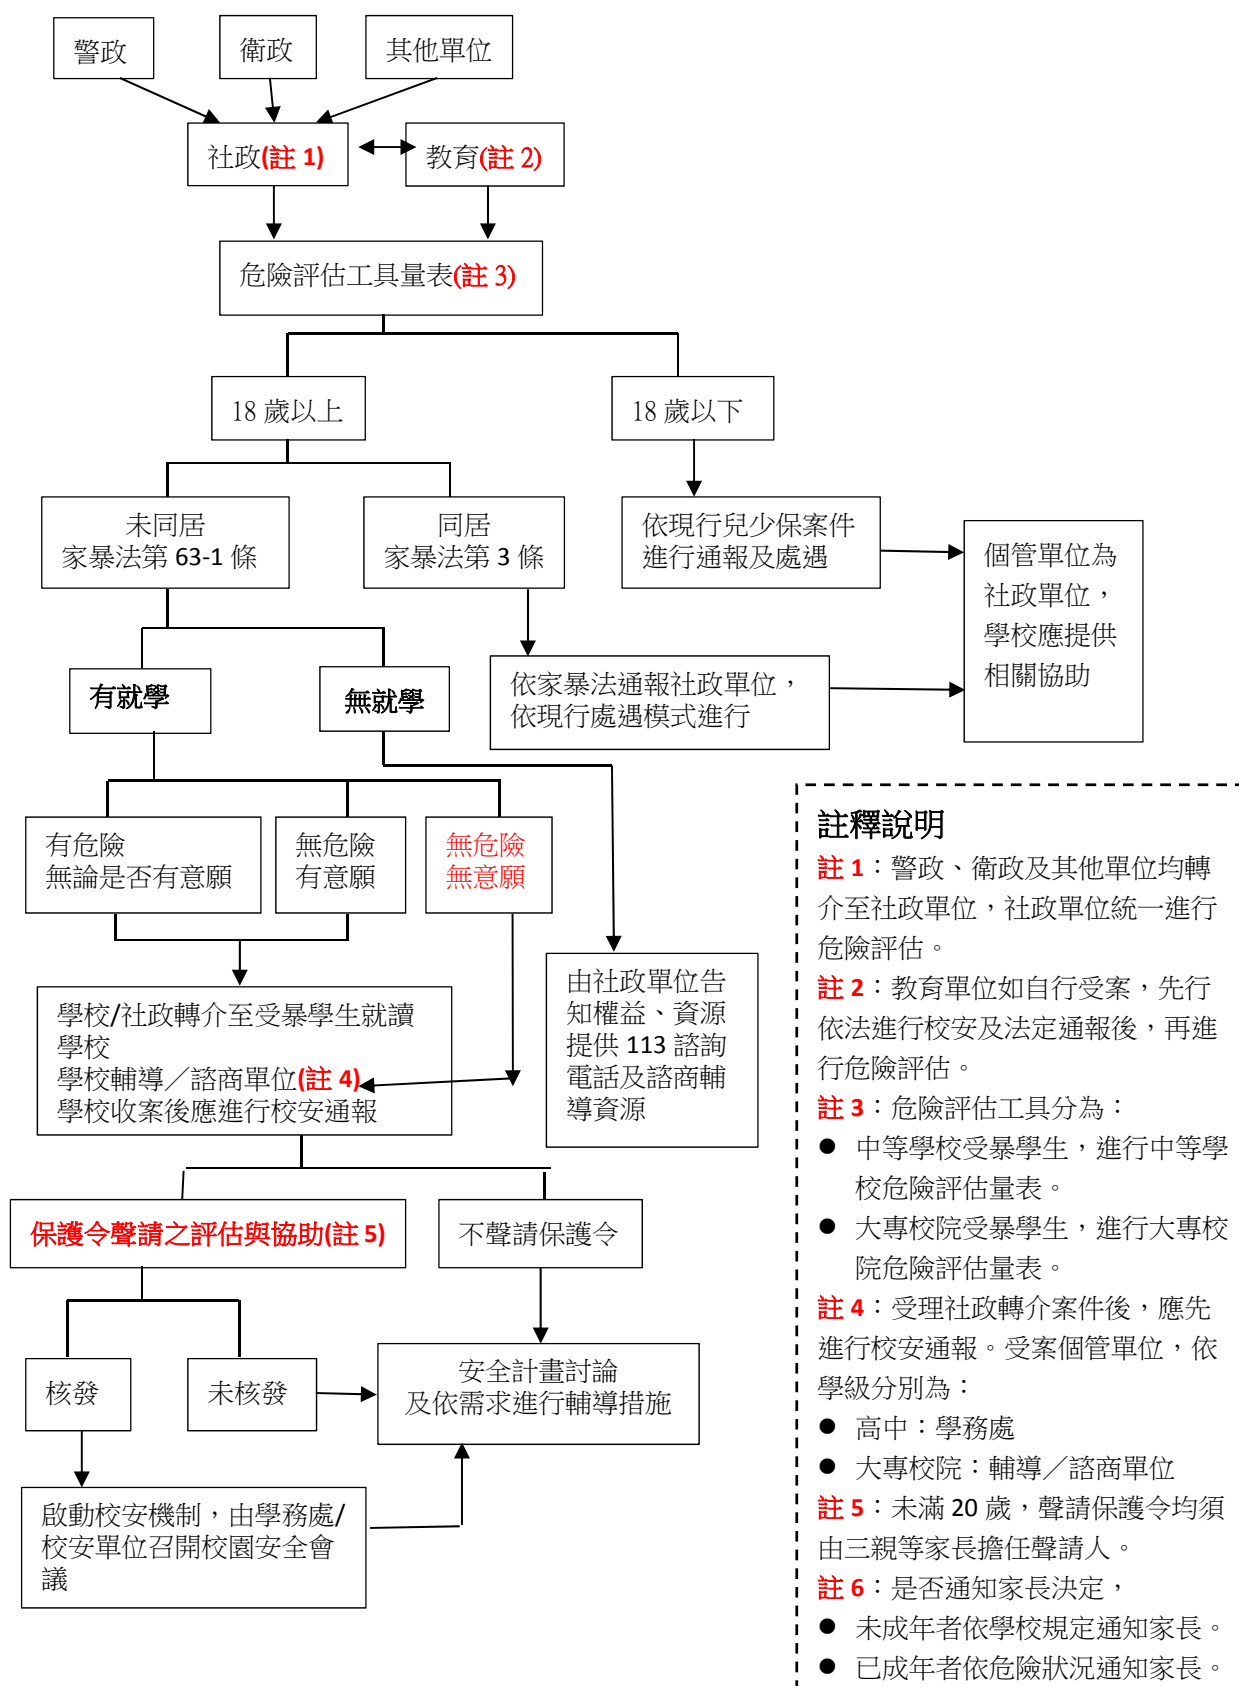 警政
衛政
其他單位
社政(註 1)
教育(註 2)
危險評估工具量表(註 3)
18 歲以上
18 歲以下
未同居
家暴法第 63-1 條
同居
家暴法第 3 條
依現行兒少保案件
進行通報及處遇
個管單位為
社政單位，
學校應提供
相關協助
有就學
無就學
依家暴法通報社政單位，
依現行處遇模式進行
有危險
無論是否有意願
無危險
有意願
無危險
無意願
學校/社政轉介至受暴學生就讀
學校
學校輔導／諮商單位(註 4)
學校收案後應進行校安通報
由社政單位告
知權益、資源
提供 113 諮詢
電話及諮商輔
導資源
保護令聲請之評估與協助(註 5)
不聲請保護令
核發
未核發
安全計畫討論
及依需求進行輔導措施
啟動校安機制，由學務處/
校安單位召開校園安全會
議
註釋說明
註 1：警政、衛政及其他單位均轉
介至社政單位，社政單位統一進行
危險評估。
註 2：教育單位如自行受案，先行
依法進行校安及法定通報後，再進
行危險評估。
註 3：危險評估工具分為：
● 中等學校受暴學生，進行中等學
校危險評估量表。
● 大專校院受暴學生，進行大專校
院危險評估量表。
註 4：受理社政轉介案件後，應先
進行校安通報。受案個管單位，依
學級分別為：
● 高中：學務處
● 大專校院：輔導／諮商單位
註 5：未滿 20 歲，聲請保護令均須
由三親等家長擔任聲請人。
註 6：是否通知家長決定，
● 未成年者依學校規定通知家長。
● 已成年者依危險狀況通知家長。